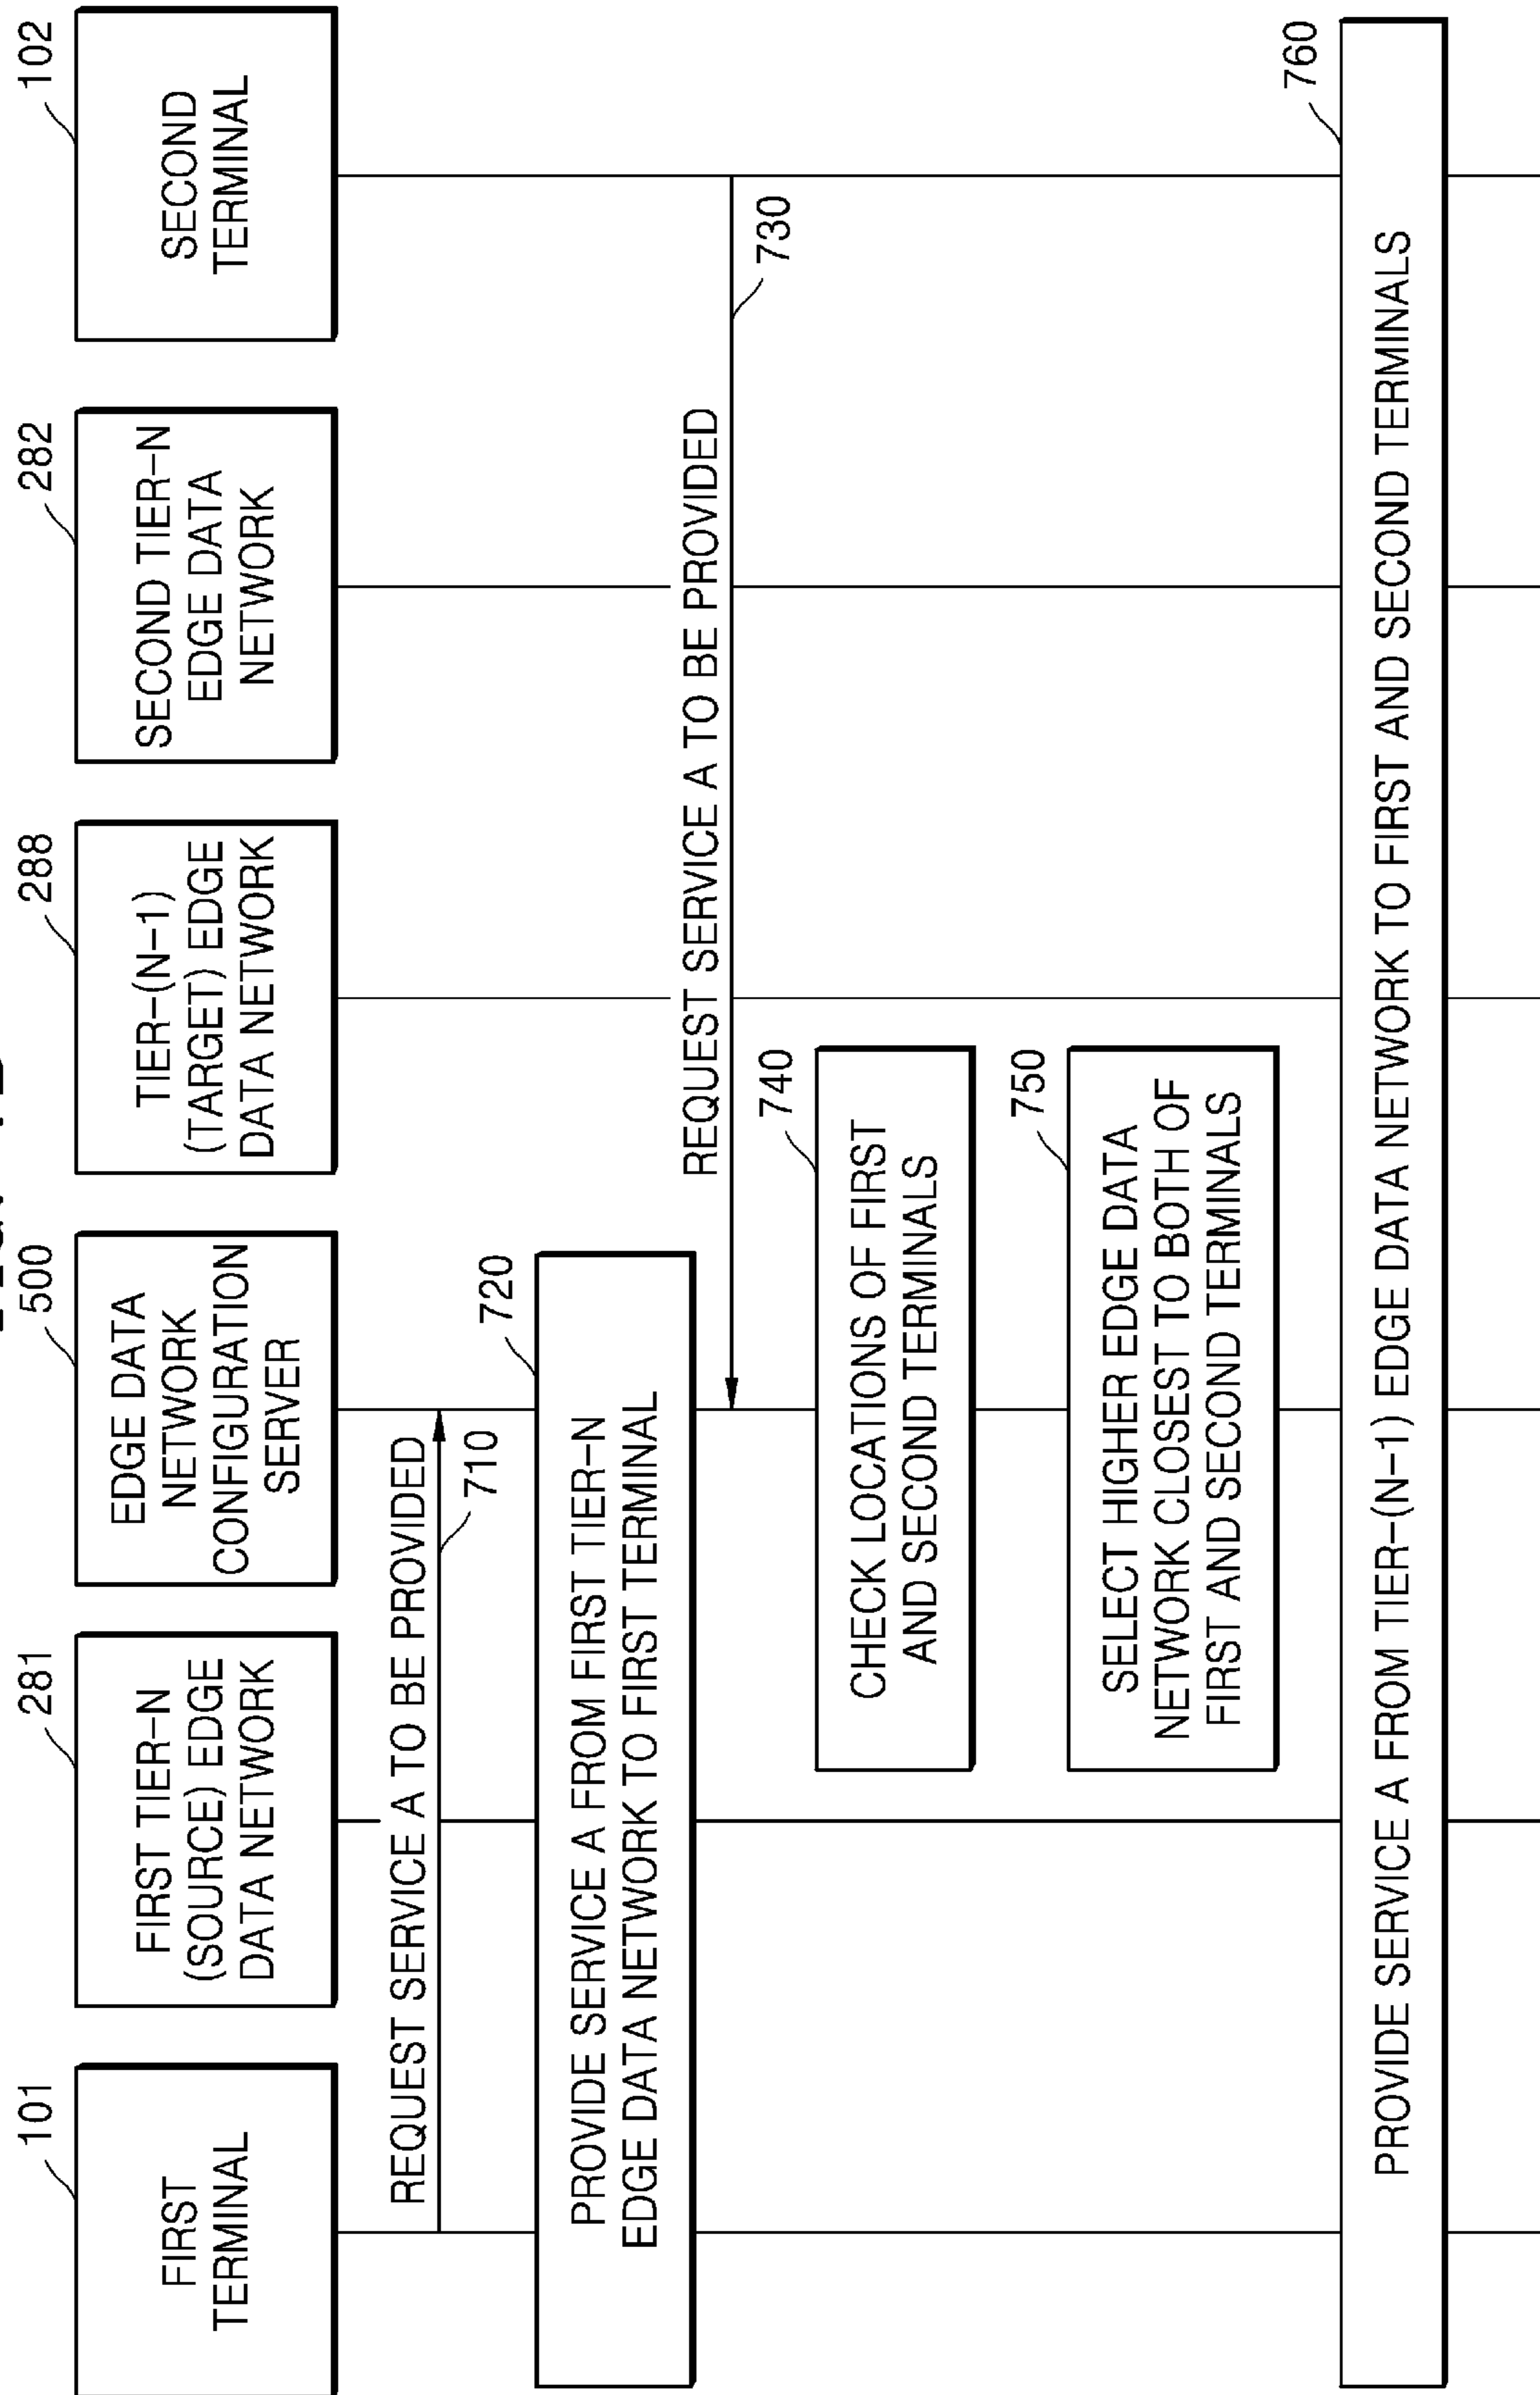 101
FIRST
TERMINAL
281
FIRST TIER-N
(SOURCE) EDGE
DATA NETWORK
500
EDGE DATA
NETWORK
CONFIGURATION
SERVER
288
TIER-(N-1)
(TARGET) EDGE
DATA NETWORK
282
SECOND TIER-N
EDGE DATA
NETWORK
102
SECOND
TERMINAL
REQUEST SERVICE A TO BE PROVIDED
710
720
PROVIDE SERVICE A FROM FIRST TIER-N
EDGE DATA NETWORK TO FIRST TERMINAL
REQUEST SERVICE A TO BE PROVIDED
730
740
CHECK LOCATIONS OF FIRST
AND SECOND TERMINALS
750
SELECT HIGHER EDGE DATA
NETWORK CLOSEST TO BOTH OF
FIRST AND SECOND TERMINALS
760
PROVIDE SERVICE A FROM TIER-(N-1) EDGE DATA NETWORK TO FIRST AND SECOND TERMINALS